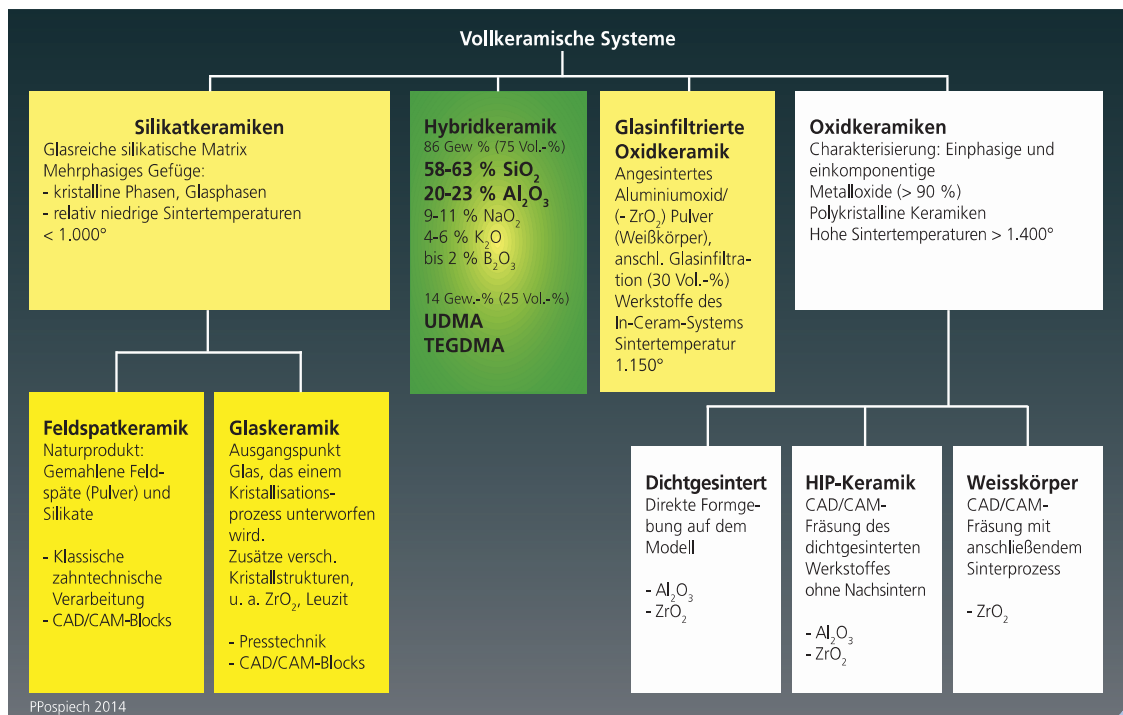 Vollkeramische Systeme
Silikatkeramiken
Glasreiche silikatische Matrix
Mehrphasiges Gefüge:
- kristalline Phasen, Glasphasen
- relativ niedrige Sintertemperaturen
< 1.000°
Hybridkeramik
86 Gew % (75 Vol.-%)
58-63 % SiO₂
20-23 % Al₂O₃
9-11 % NaO₂
4-6 % K₂O
bis 2 % B₂O₃
14 Gew.-% (25 Vol.-%)
UDMA
TEGDMA
Glasinfiltrierte
Oxidkeramik
Angesintertes
Aluminiumoxid/
(- ZrO₂) Pulver
(Weißkörper),
anschl. Glasinfiltra-
tion (30 Vol.-%)
Werkstoffe des
In-Ceram-Systems
Sintertemperatur
1.150°
Oxidkeramiken
Charakterisierung: Einphasige und
einkomponentige
Metalloxide (> 90 %)
Polykristalline Keramiken
Hohe Sintertemperaturen > 1.400°
Feldspatkeramik
Naturprodukt:
Gemahlene Feld-
späte (Pulver) und
Silikate
- Klassische
zahntechnische
Verarbeitung
- CAD/CAM-Blocks
Glaskeramik
Ausgangspunkt
Glas, das einem
Kristallisations-
prozess unterworfen
wird.
Zusätze versch.
Kristallstrukturen,
u. a. ZrO₂, Leuzit
- Presstechnik
- CAD/CAM-Blocks
Dichtgesintert
Direkte Formge-
bung auf dem
Modell
- Al₂O₃
- ZrO₂
HIP-Keramik
CAD/CAM-
Fräsung des
dichtgesinterten
Werkstoffes
ohne Nachsintern
- Al₂O₃
- ZrO₂
Weisskörper
CAD/CAM-
Fräsung mit
anschließendem
Sinterprozess
- ZrO₂
PPospiech 2014